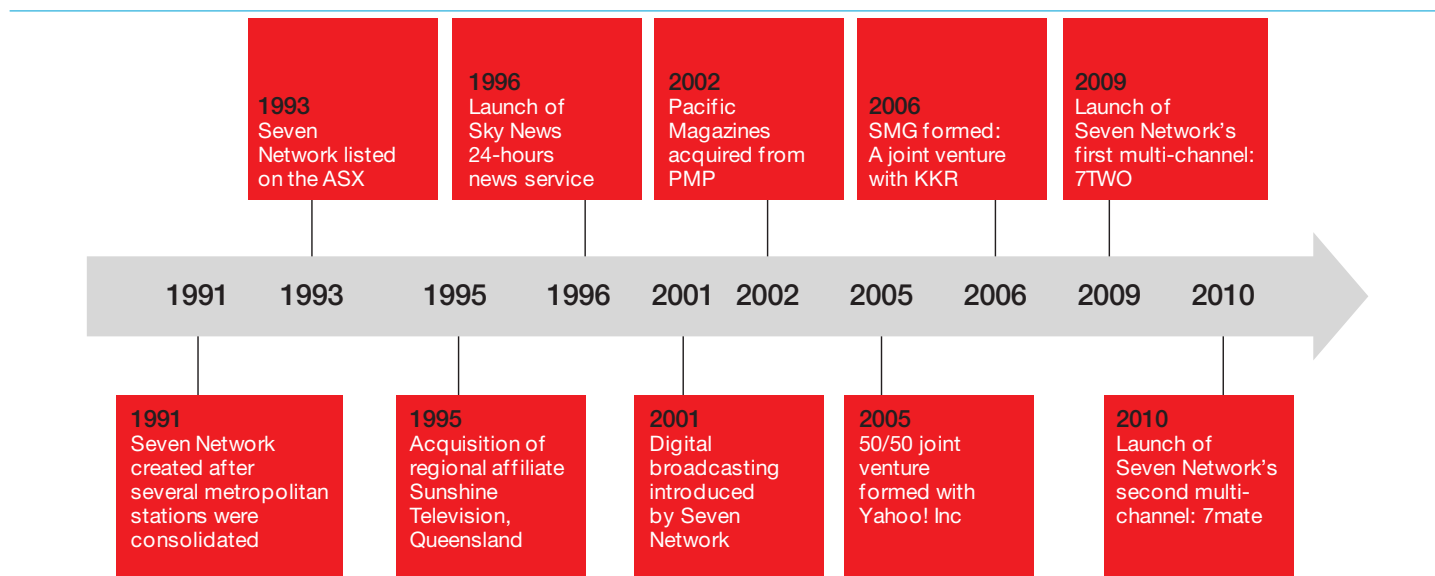 1993
Seven
Network listed
on the ASX
1996
Launch of
Sky News
24-hours
news service
2002
Pacific
Magazines
acquired from
PMP
2006
SMG formed:
A joint venture
with KKR
2009
Launch of
Seven Network’s
first multi-channel:
7TWO
1991 1993 1995 1996 2001 2002 2005 2006 2009 2010
1991
Seven Network
created after
several metropolitan
stations were
consolidated
1995
Acquisition of
regional affiliate
Sunshine
Television,
Queensland
2001
Digital
broadcasting
introduced
by Seven
Network
2005
50/50 joint
venture
formed with
Yahoo! Inc
2010
Launch of
Seven Network’s
second multi-
channel: 7mate